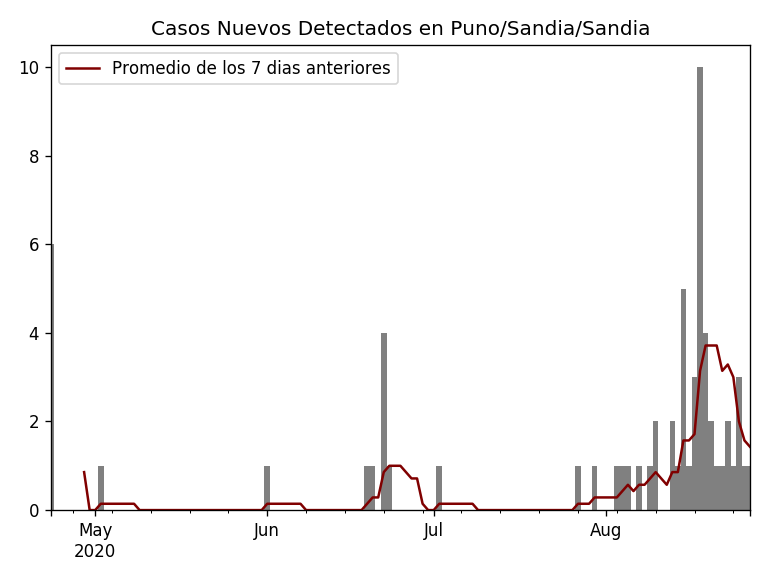 Casos Nuevos Detectados en Puno/Sandia/Sandia
Promedio de los 7 dias anteriores
10
8
6
4
2
0
May
2020
Jun
Jul
Aug